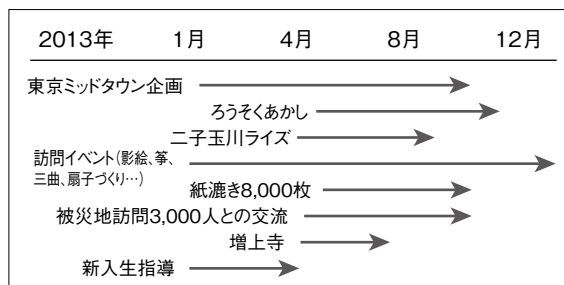 2013年 1月 4月 8月 12月
東京ミッドタウン企画
ろうそくあかし
二子玉川ライズ
訪問イベント(影絵、箏、
三曲、扇子づくり…)
紙漉き8,000枚
被災地訪問3,000人との交流
増上寺
新入生指導